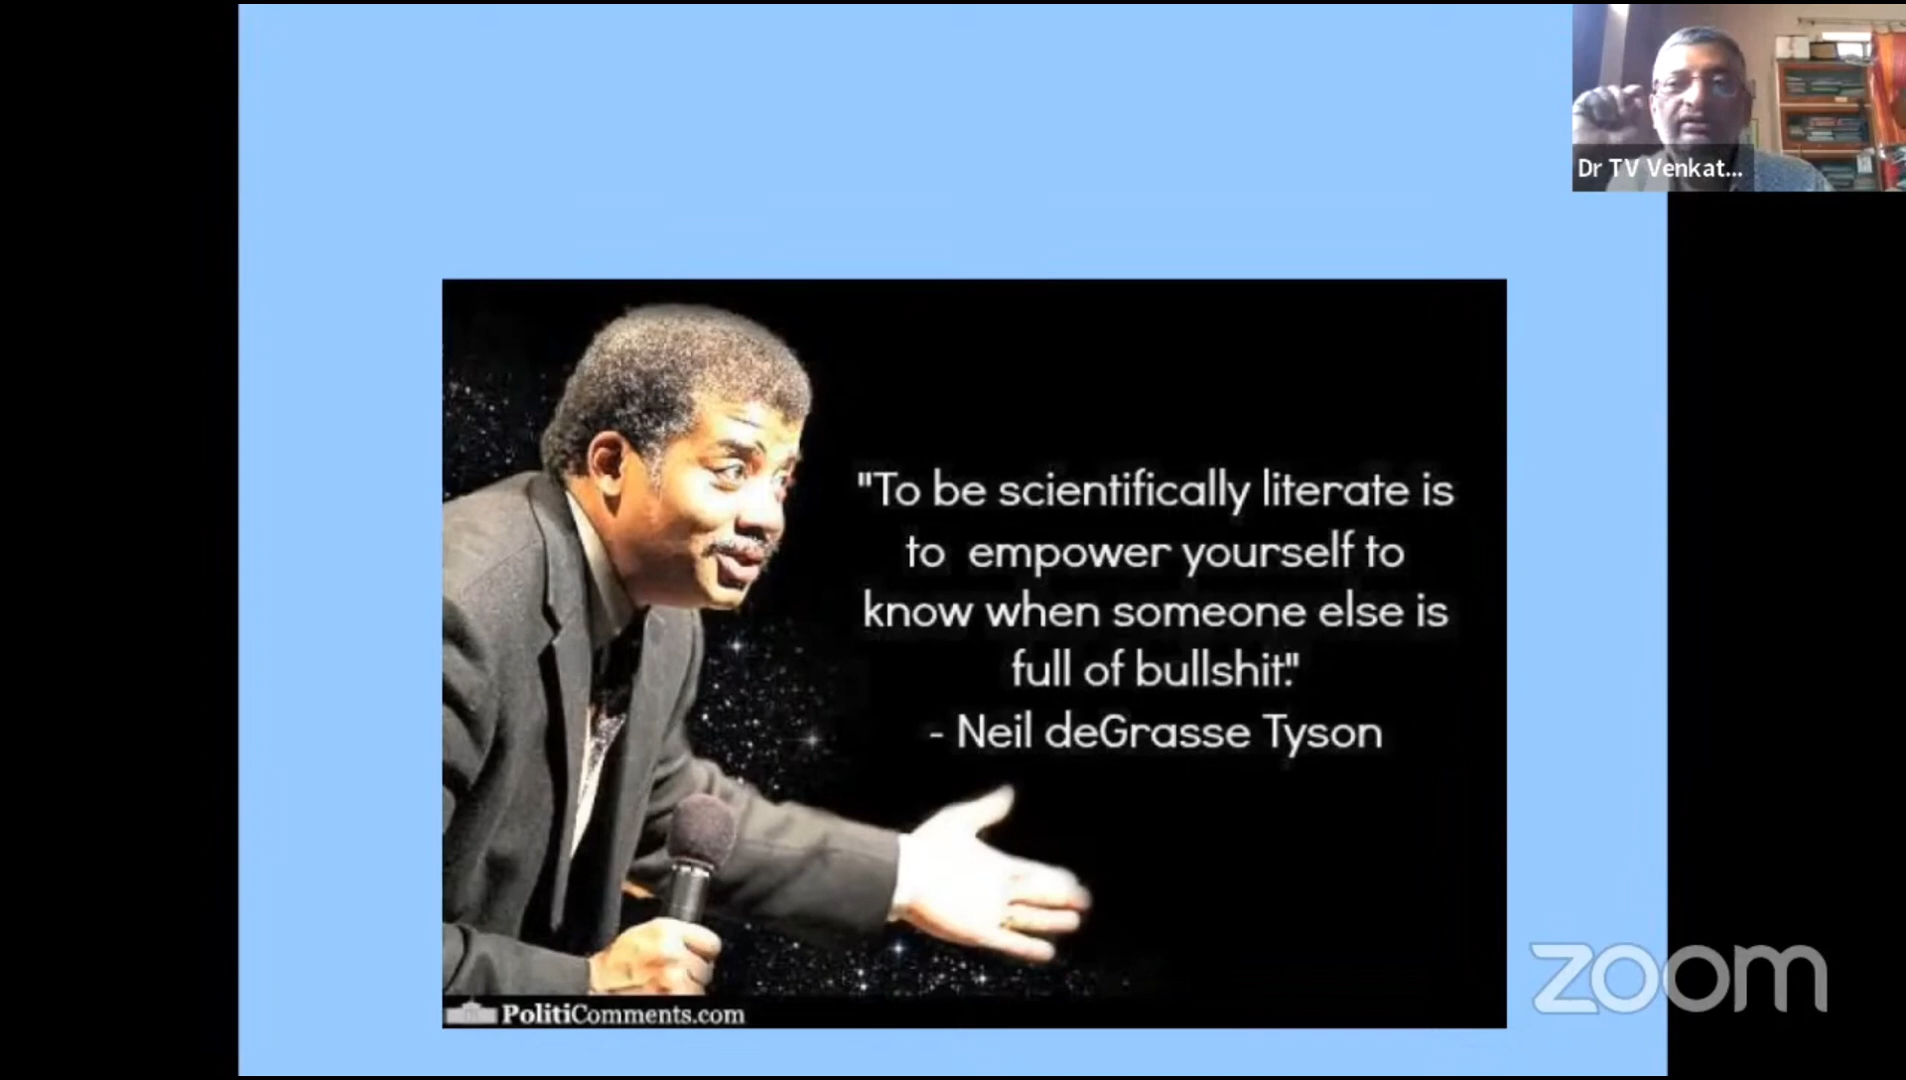 Dr TV Venkat...
"To be scientifically literate is
to empower yourself to
know when someone else is
full of bullshit."
- Neil deGrasse Tyson
PolitiComments.com
zoom